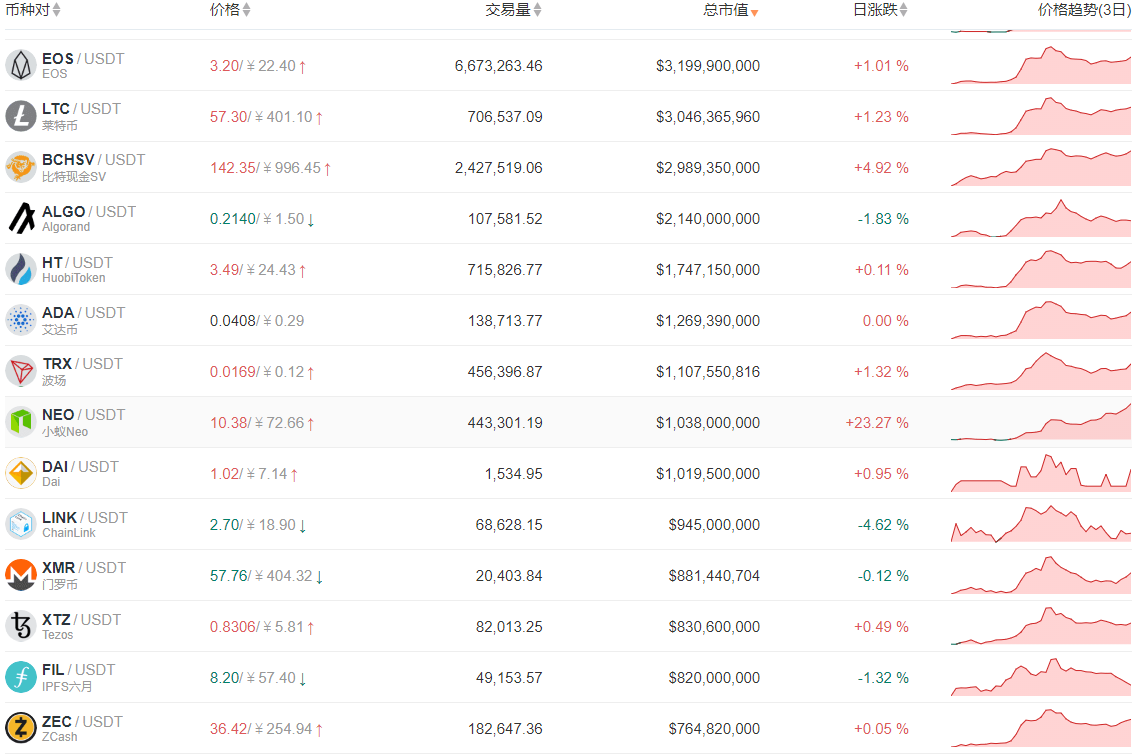 币种对 价格 交易量 总市值 日涨跌 价格趋势(3日)
EOS / USDT 3.20/ ¥ 22.40 ↑ 6,673,263.46 $3,199,900,000 +1.01 %
EOS
LTC / USDT 57.30/ ¥ 401.10 ↑ 706,537.09 $3,046,365,960 +1.23 %
莱特币
BCHSV / USDT 142.35/ ¥ 996.45 ↑ 2,427,519.06 $2,989,350,000 +4.92 %
比特现金SV
ALGO / USDT 0.2140/ ¥ 1.50 ↓ 107,581.52 $2,140,000,000 -1.83 %
Algorand
HT / USDT 3.49/ ¥ 24.43 ↑ 715,826.77 $1,747,150,000 +0.11 %
HuobiToken
ADA / USDT 0.0408/ ¥ 0.29 138,713.77 $1,269,390,000 0.00 %
艾达币
TRX / USDT 0.0169/ ¥ 0.12 ↑ 456,396.87 $1,107,550,816 +1.32 %
波场
NEO / USDT 10.38/ ¥ 72.66 ↑ 443,301.19 $1,038,000,000 +23.27 %
小蚁Neo
DAI / USDT 1.02/ ¥ 7.14 ↑ 1,534.95 $1,019,500,000 +0.95 %
Dai
LINK / USDT 2.70/ ¥ 18.90 ↓ 68,628.15 $945,000,000 -4.62 %
ChainLink
XMR / USDT 57.76/ ¥ 404.32 ↓ 20,403.84 $881,440,704 -0.12 %
门罗币
XTZ / USDT 0.8306/ ¥ 5.81 ↑ 82,013.25 $830,600,000 +0.49 %
Tezos
FIL / USDT 8.20/ ¥ 57.40 ↓ 49,153.57 $820,000,000 -1.32 %
IPFS六月
ZEC / USDT 36.42/ ¥ 254.94 ↑ 182,647.36 $764,820,000 +0.05 %
ZCash